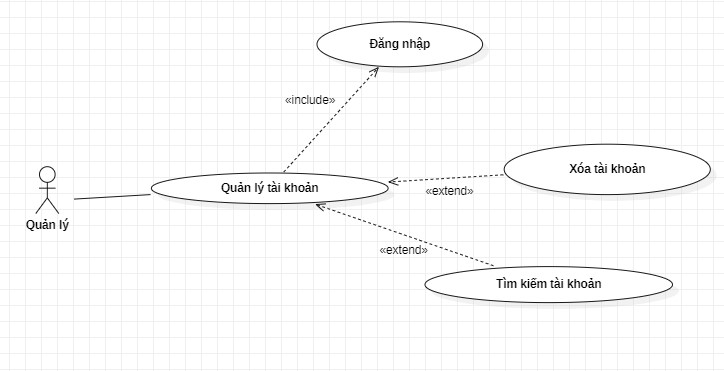 Đăng nhập
«include»
Quản lý tài khoản
Xóa tài khoản
«extend»
Quản lý
«extend»
Tìm kiếm tài khoản